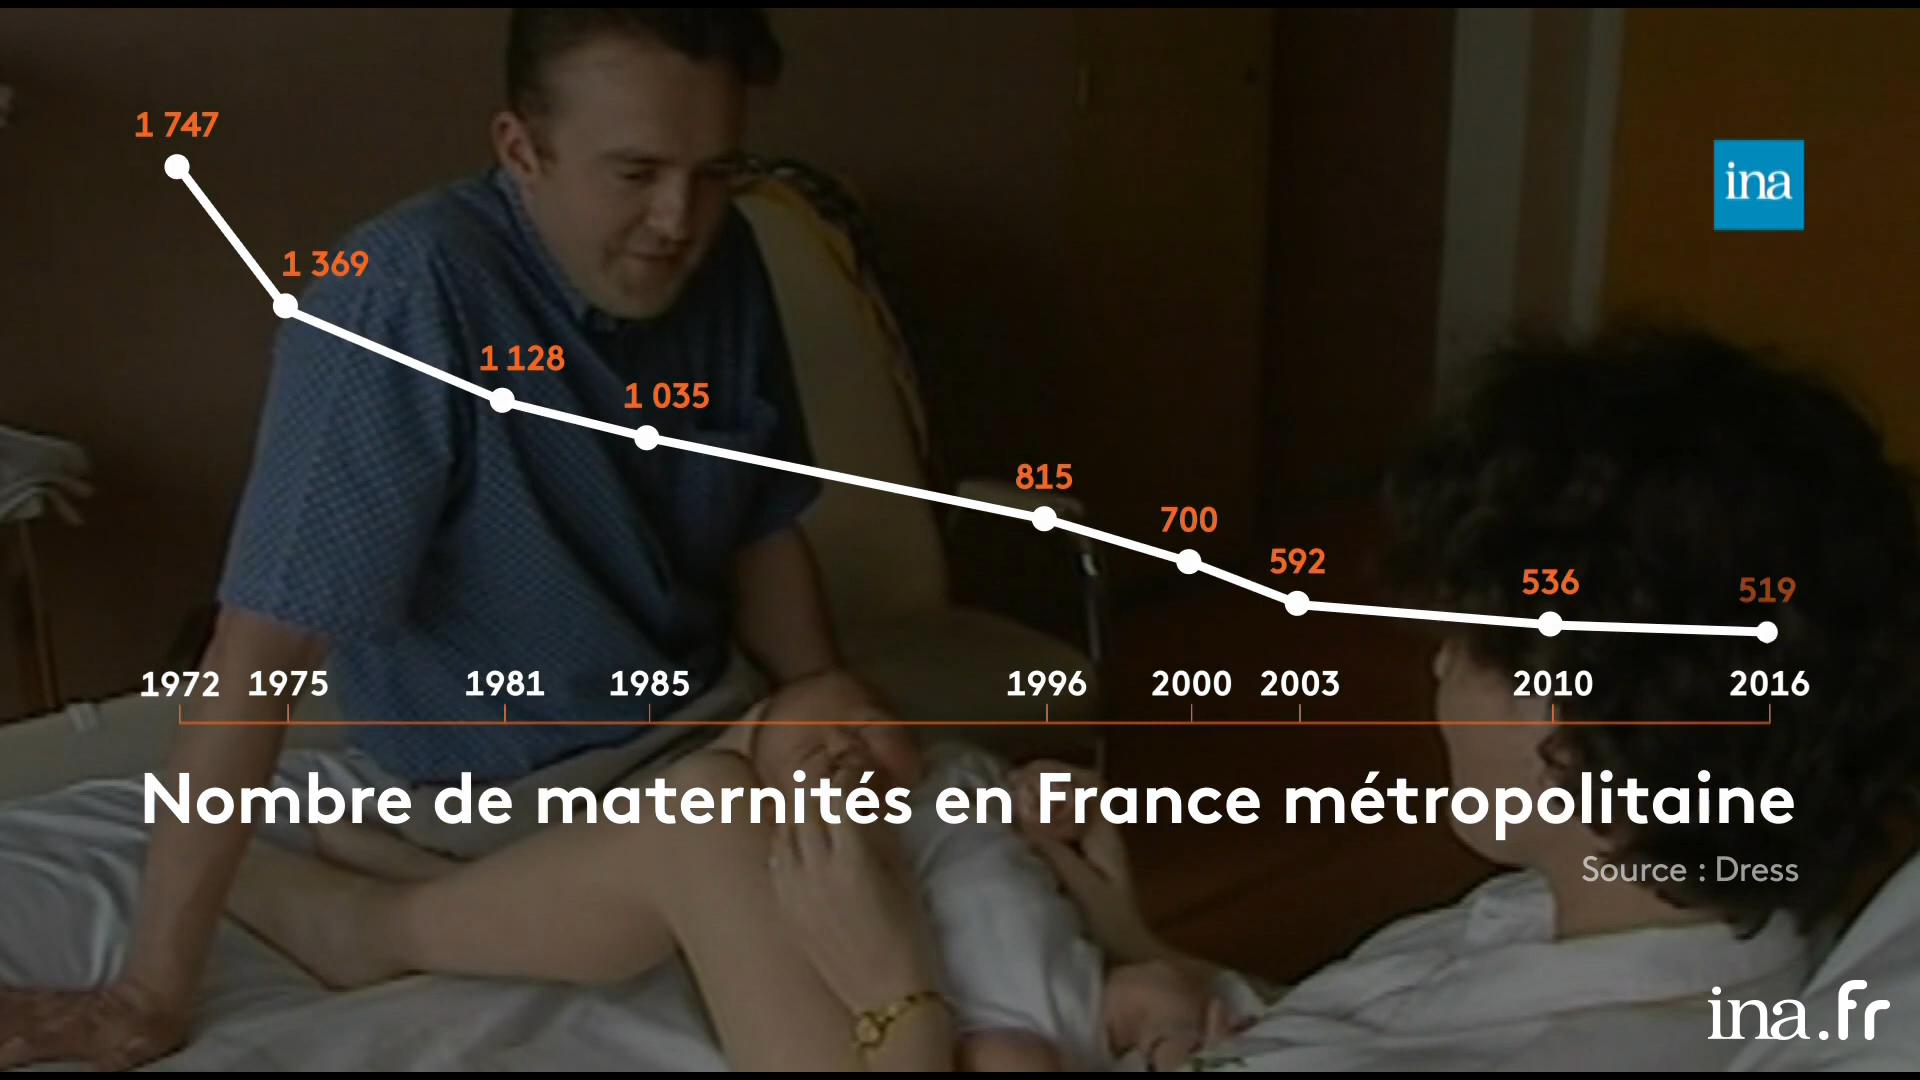 1 747
ina
1 369
1 128
1 035
815
700
592
536
519
1972 1975 1981 1985 1996 2000 2003 2010 2016
Nombre de maternités en France métropolitaine
Source : Dress
ina.fr